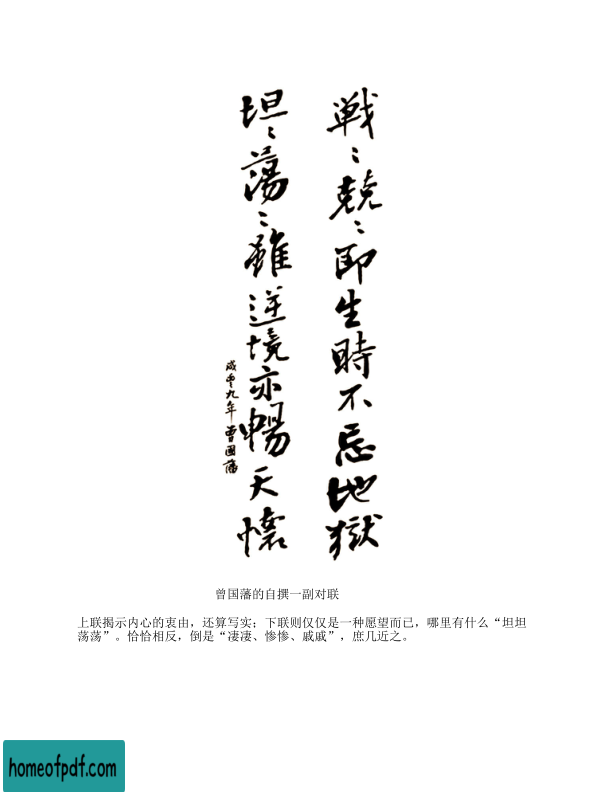 戰〻兢〻即生時不忘地獄
坦〻蕩〻雖逆境亦暢天懷
咸豐九年 曾國藩
曾国藩的自撰一副对联
上联揭示内心的衷由，还算写实；下联则仅仅是一种愿望而已，哪里有什么“坦坦
荡荡”。恰恰相反，倒是“凄凄、惨惨、戚戚”，庶几近之。
homeofpdf.com